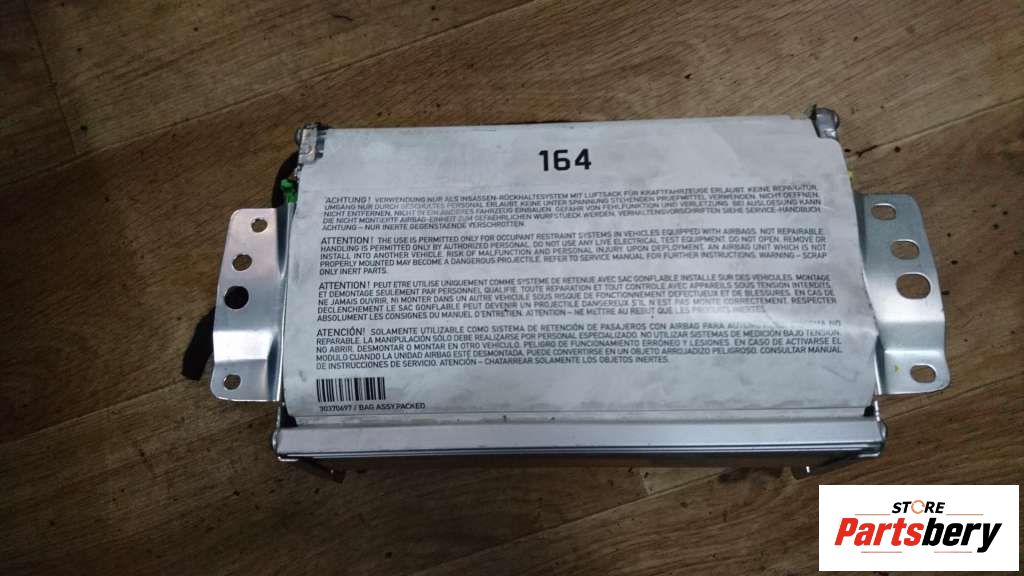 164
ACHTUNG! VERWENDUNG NUR ALS INSASSEN-RÜCKHALTESYSTEM MIT LUFTSACK FÜR KRAFTFAHRZEUGE ERLAUBT. KEINE REPARATUR.
UMGANG NUR DURCH GESCHULTES PERSONAL ERLAUBT. KEINE UNTER SPANNUNG STEHENDEN PRUEFMITTEL VERWENDEN. NICHT OEFFNEN,
NICHT ENTFERNEN, NICHT IN EIN ANDERES FAHRZEUG EINBAUEN. GEFAHR VON FEHLFUNKTION UND VERLETZUNG. BEI AUSLOESUNG KANN
DIE NICHT MONTIERTE AIRBAG-EINHEIT ZUM GEFAEHRLICHEN WURFSTUECK WERDEN. VERHALTENSVORSCHRIFTEN SIEHE SERVICE-HANDBUCH.
ACHTUNG – NUR INERTE GEGENSTAENDE VERSCHROTTEN.
ATTENTION! THE USE IS PERMITTED ONLY FOR OCCUPANT RESTRAINT SYSTEMS IN VEHICLES EQUIPPED WITH AIRBAGS. NOT REPAIRABLE.
HANDLING IS PERMITTED ONLY BY AUTHOPIZED PERSONAL. DO NOT USE ANY LIVE ELECTRICAL TEST EQUIPMENT. DO NOT OPEN. REMOVE OR
INSTALL INTO ANOTHER VEHICLE. RISK OF MALFUNCTION AND PERSONAL INJURY. UPON DEPLOYMENT, AN AIRBAG UNIT WHICH IS NOT
PROPERLY MOUNTED MAY BECOME A DANGEROUS PROJECTILE. REFER TO SERVICE MANUAL FOR FURTHER INSTRUCTIONS. WARNING – SCRAP
ONLY INERT PARTS.
ATTENTION! PEUT ÊTRE UTILISE UNIQUEMENT COMME SYSTEME DE RETENUE AVEC SAC GONFLABLE INSTALLE SUR DES VEHICULES. MONTAGE
ET DEMONTAGE SEULEMENT PAR PERSONNEL QUALIFIE. TOUTE REPARATION ET TOUT CONTROLE AVEC APPAREILS SOUS TENSION INTERDITS.
NE JAMAIS OUVRIR, NI MONTER DANS UN AUTRE VEHICULE SOUS RISQUE DE FONCTIONNEMENT DEFECTUEUX ET DE BLESSURES. EN CAS DE
DECLENCHEMENT LE SAC GONFLABLE PEUT DEVENIR UN PROJECTILE DANGEREUX S'IL N'EST PAS MONTE CORRECTEMENT. RESPECTER
ABSOLUMENT LES CONSIGNES DU MANUEL D'ENTRETIEN. ATTENTION – NE METTRE AU REBUT QUE LES PRODUITS INERTES.
ATENCIÓN! SOLAMENTE UTILIZABLE COMO SISTEMA DE RETENCIÓN DE PASAJEROS CON AIRBAG PARA NO
REPARABLE. LA MANIPULACIÓN SÓLO DEBE REALIZARSE POR PERSONAL ESPECIALIZADO. NO UTILIZAR SISTEMAS DE MEDICIÓN BAJO TENSION.
NO ABRIR, DESMONTAR O MONTAR EN OTRO VEHÍCULO. PELIGRO DE FUNCIONAMIENTO ERRÓNEO Y LESIONES. EN CASO DE ACTIVARSE EL
MODULO CUANDO LA UNIDAD AIRBAG ESTÉ DESMONTADA, PUEDE CONVERTIRSE EN UN OBJETO ARROJADIZO PELIGROSO. CONSULTAR MANUAL
DE INSTRUCCIONES DE SERVICIO. ATENCIÓN – CHATARREAR SOLAMENTE LOS OBJETOS INERTES.
30370697 / BAG ASSY.PACKED
STORE
Partsbery